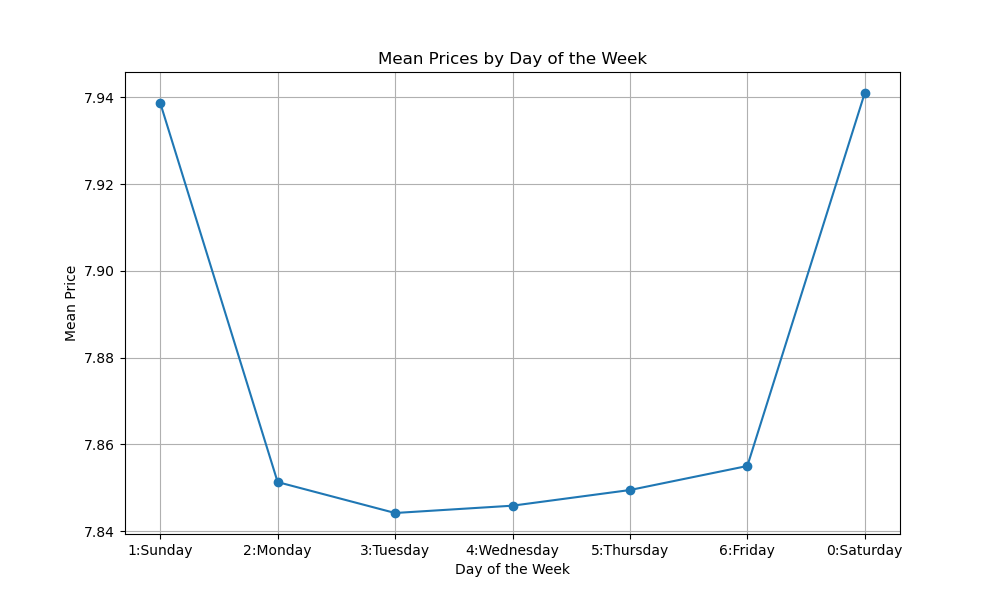 Mean Prices by Day of the Week
Mean Price
7.94
7.92
7.90
7.88
7.86
7.84
1:Sunday 2:Monday 3:Tuesday 4:Wednesday 5:Thursday 6:Friday 0:Saturday
Day of the Week